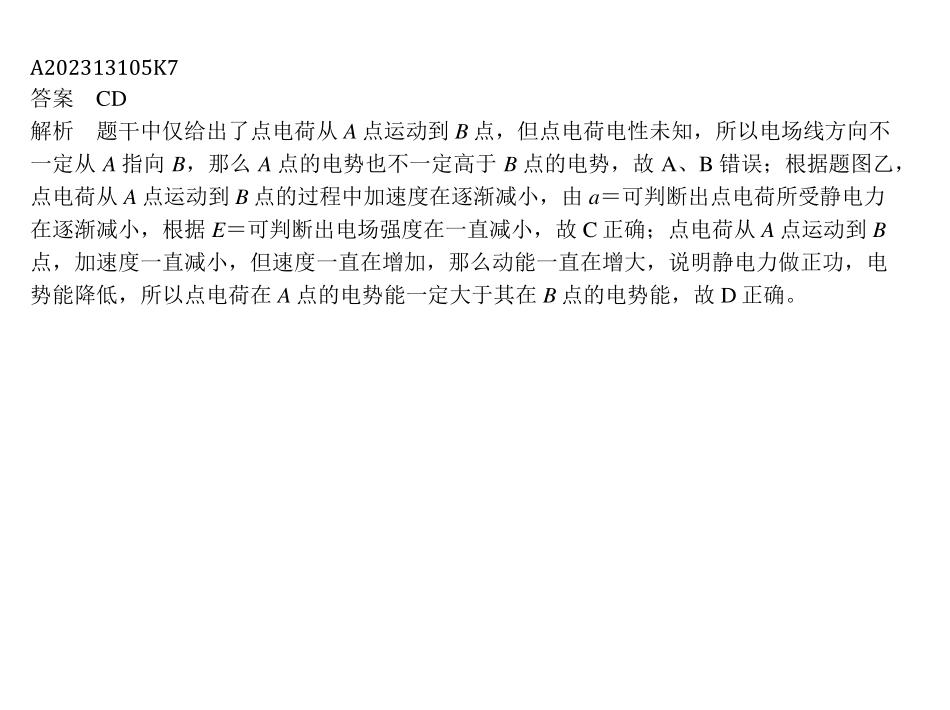 A202313105K7
答案　CD
解析　题干中仅给出了点电荷从 A 点运动到 B 点，但点电荷电性未知，所以电场线方向不
一定从 A 指向 B，那么 A 点的电势也不一定高于 B 点的电势，故 A、B 错误；根据题图乙，
点电荷从 A 点运动到 B 点的过程中加速度在逐渐减小，由 a＝可判断出点电荷所受静电力
在逐渐减小，根据 E＝可判断出电场强度在一直减小，故 C 正确；点电荷从 A 点运动到 B
点，加速度一直减小，但速度一直在增加，那么动能一直在增大，说明静电力做正功，电
势能降低，所以点电荷在 A 点的电势能一定大于其在 B 点的电势能，故 D 正确。